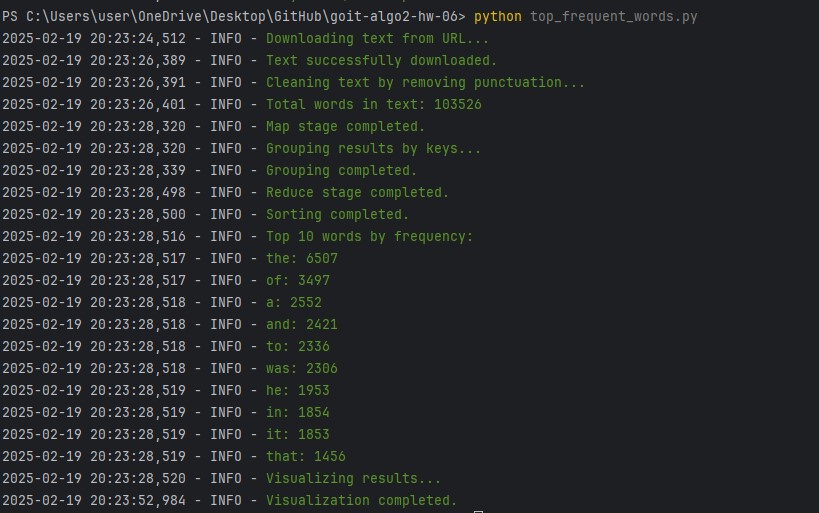 PS C:\Users\user\OneDrive\Desktop\GitHub\goit-algo2-hw-06> python top_frequent_words.py
2025-02-19 20:23:24,512 - INFO - Downloading text from URL...
2025-02-19 20:23:26,389 - INFO - Text successfully downloaded.
2025-02-19 20:23:26,391 - INFO - Cleaning text by removing punctuation...
2025-02-19 20:23:26,401 - INFO - Total words in text: 103526
2025-02-19 20:23:28,320 - INFO - Map stage completed.
2025-02-19 20:23:28,320 - INFO - Grouping results by keys...
2025-02-19 20:23:28,339 - INFO - Grouping completed.
2025-02-19 20:23:28,498 - INFO - Reduce stage completed.
2025-02-19 20:23:28,500 - INFO - Sorting completed.
2025-02-19 20:23:28,516 - INFO - Top 10 words by frequency:
2025-02-19 20:23:28,517 - INFO - the: 6507
2025-02-19 20:23:28,517 - INFO - of: 3497
2025-02-19 20:23:28,518 - INFO - a: 2552
2025-02-19 20:23:28,518 - INFO - and: 2421
2025-02-19 20:23:28,518 - INFO - to: 2336
2025-02-19 20:23:28,518 - INFO - was: 2306
2025-02-19 20:23:28,519 - INFO - he: 1953
2025-02-19 20:23:28,519 - INFO - in: 1854
2025-02-19 20:23:28,519 - INFO - it: 1853
2025-02-19 20:23:28,519 - INFO - that: 1456
2025-02-19 20:23:28,520 - INFO - Visualizing results...
2025-02-19 20:23:52,984 - INFO - Visualization completed.